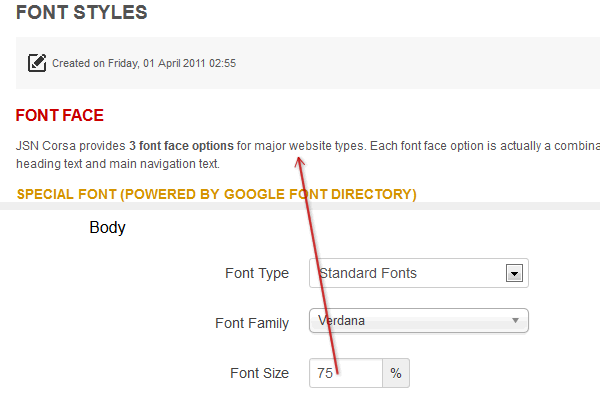 FONT STYLES
Created on Friday, 01 April 2011 02:55
FONT FACE
JSN Corsa provides 3 font face options for major website types. Each font face option is actually a combina
heading text and main navigation text.
SPECIAL FONT (POWERED BY GOOGLE FONT DIRECTORY)
Body
Font Type Standard Fonts
Font Family Verdana
Font Size 75 %